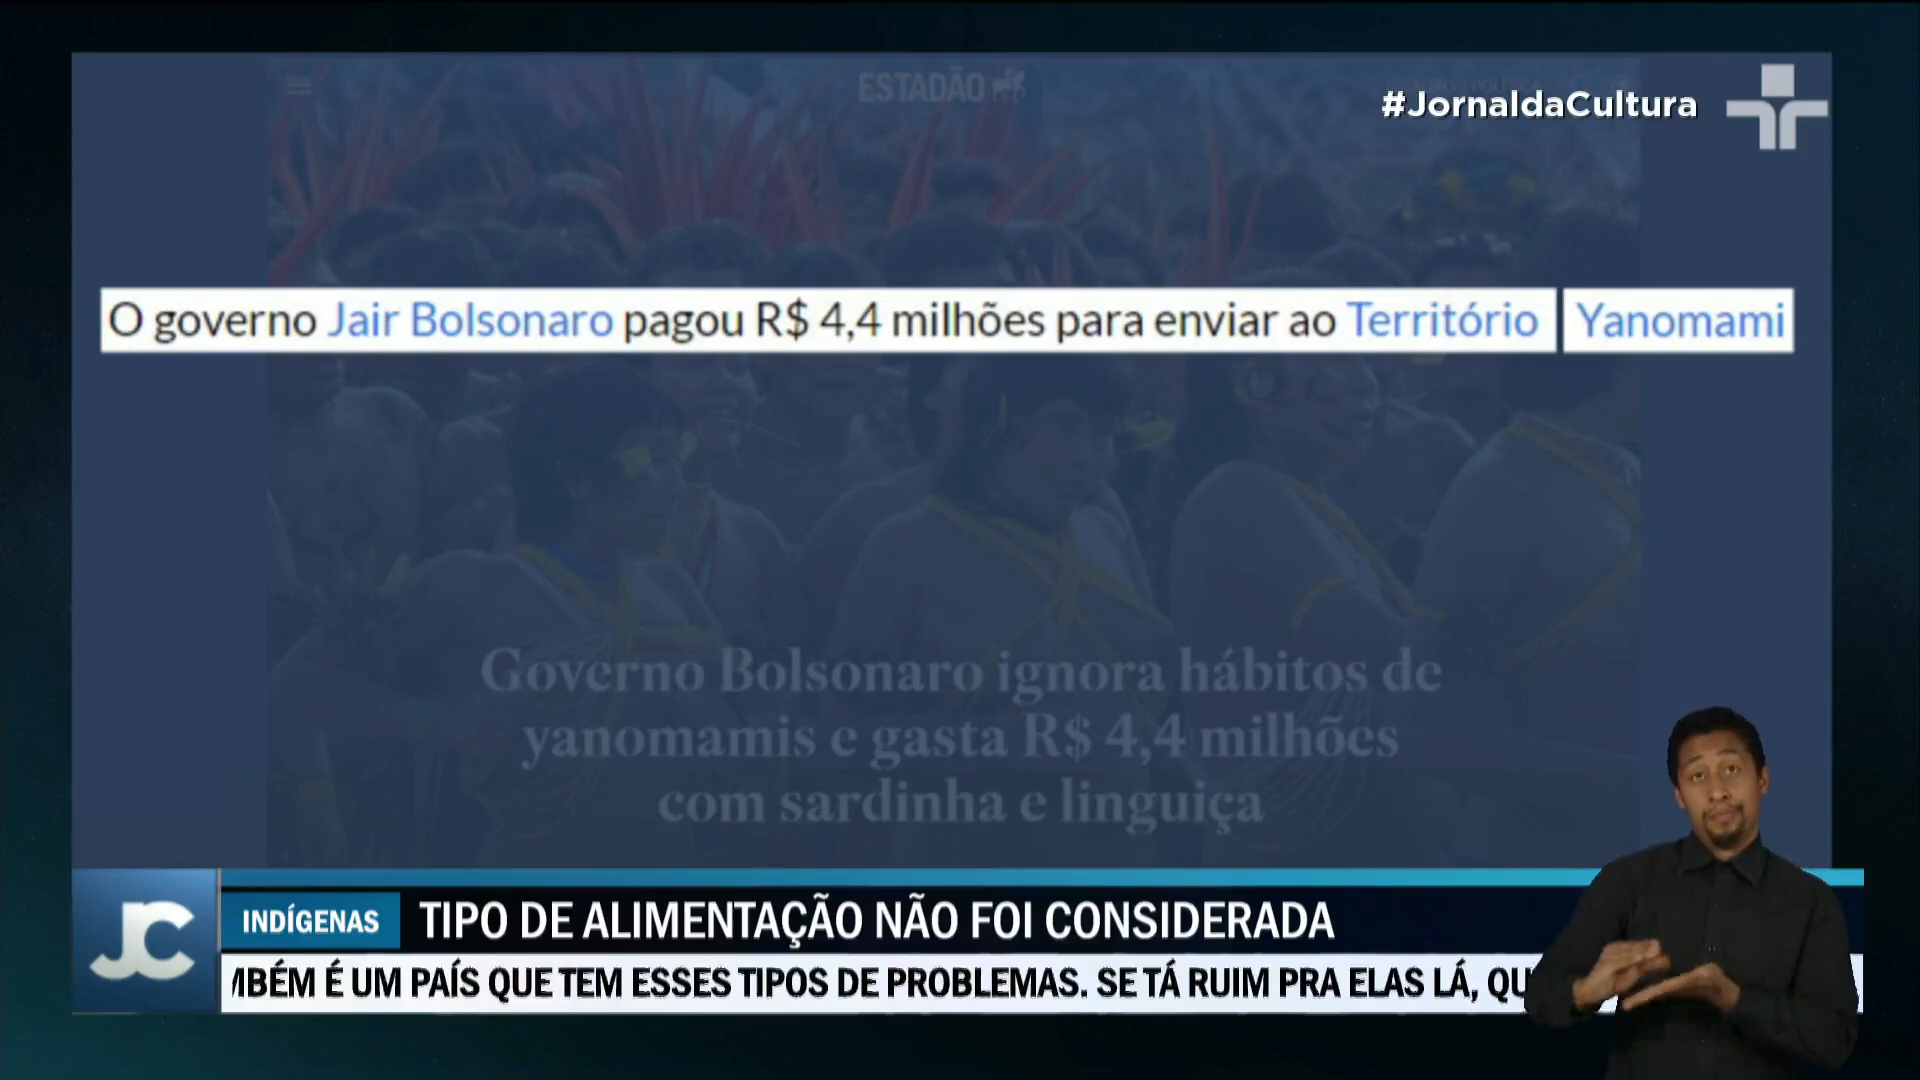 ESTADÃO
#JornaldaCultura
O governo Jair Bolsonaro pagou R$ 4,4 milhões para enviar ao Território Yanomami
Governo Bolsonaro ignora hábitos de
yanomamis e gasta R$ 4,4 milhões
com sardinha e linguiça
JC
INDÍGENAS
TIPO DE ALIMENTAÇÃO NÃO FOI CONSIDERADA
MBÉM É UM PAÍS QUE TEM ESSES TIPOS DE PROBLEMAS. SE TÁ RUIM PRA ELAS LÁ, QU